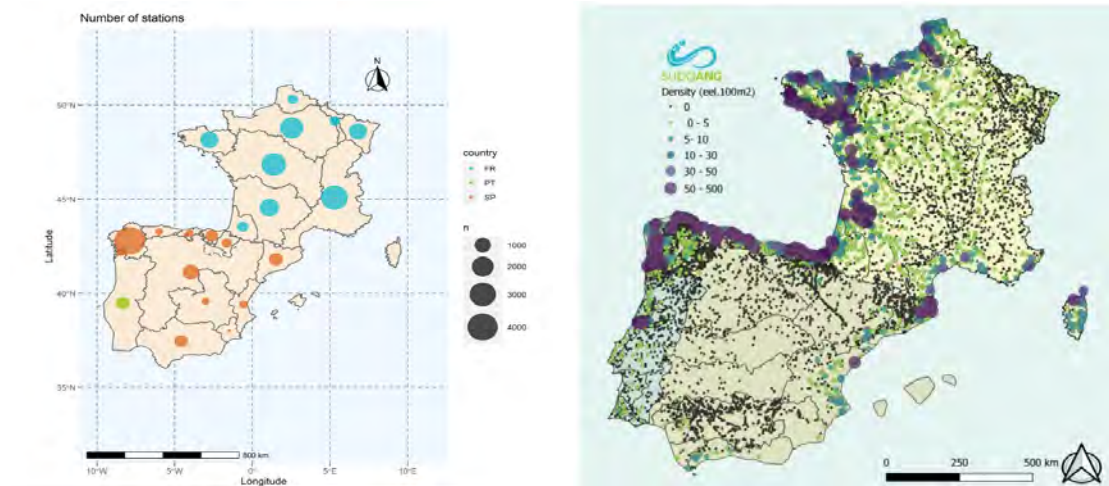 Number of stations
N
50°N
45°N
40°N
35°N
Latitude
10°W
5°W
0°
5°E
10°E
Longitude
600 km
country
FR
PT
SP
n
1000
2000
3000
4000
SUDOANG
Density (eel.100m2)
0
0 - 5
5- 10
10 - 30
30 - 50
50 - 500
0 250 500 km